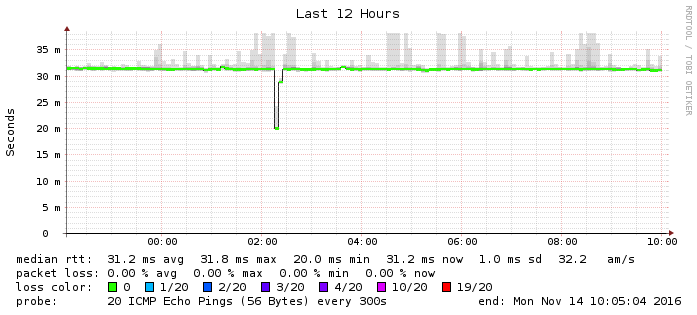 Last 12 Hours
RRDTOOL / TOBI OETIKER
Seconds
35 m
30 m
25 m
20 m
15 m
10 m
5 m
0
00:00 02:00 04:00 06:00 08:00 10:00
median rtt: 31.2 ms avg 31.8 ms max 20.0 ms min 31.2 ms now 1.0 ms sd 32.2 am/s
packet loss: 0.00 % avg 0.00 % max 0.00 % min 0.00 % now
loss color: 0 1/20 2/20 3/20 4/20 10/20 19/20
probe: 20 ICMP Echo Pings (56 Bytes) every 300s end: Mon Nov 14 10:05:04 2016